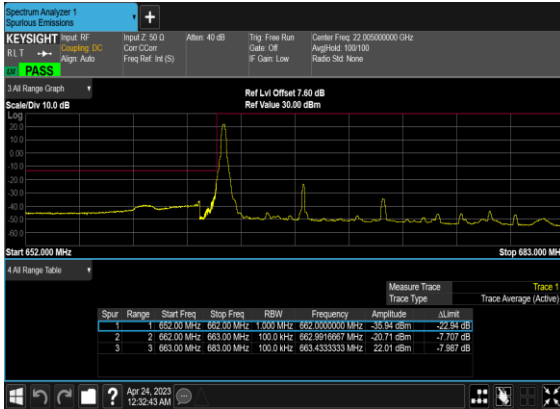 Spectrum Analyzer 1
Spurious Emissions
KEYSIGHT Input: RF Input Z: 50 Ω Atten: 40 dB Trig: Free Run Center Freq: 22.005000000 GHz
RLT Coupling: DC Corr CCorr Gate: Off Avg|Hold: 100/100
Align: Auto Freq Ref: Int (S) IF Gain: Low Radio Std: None
PASS
3 All Range Graph
Ref Lvl Offset 7.60 dB
Scale/Div 10.0 dB Ref Value 30.00 dBm
Log
20.0
10.0
0.00
-10.0
-20.0
-30.0
-40.0
-50.0
-60.0
Start 652.000 MHz Stop 683.000 MH
4 All Range Table
Measure Trace Trace 1
Trace Type Trace Average (Active)
Spur Range Start Freq Stop Freq RBW Frequency Amplitude ΔLimit
1 1 652.00 MHz 662.00 MHz 1.000 MHz 662.0000000 MHz -35.94 dBm -22.94 dB
2 2 662.00 MHz 663.00 MHz 100.0 kHz 662.9916667 MHz -20.71 dBm -7.707 dB
3 3 663.00 MHz 683.00 MHz 100.0 kHz 663.4333333 MHz 22.01 dBm -7.987 dB
Apr 24, 2023
12:32:43 AM